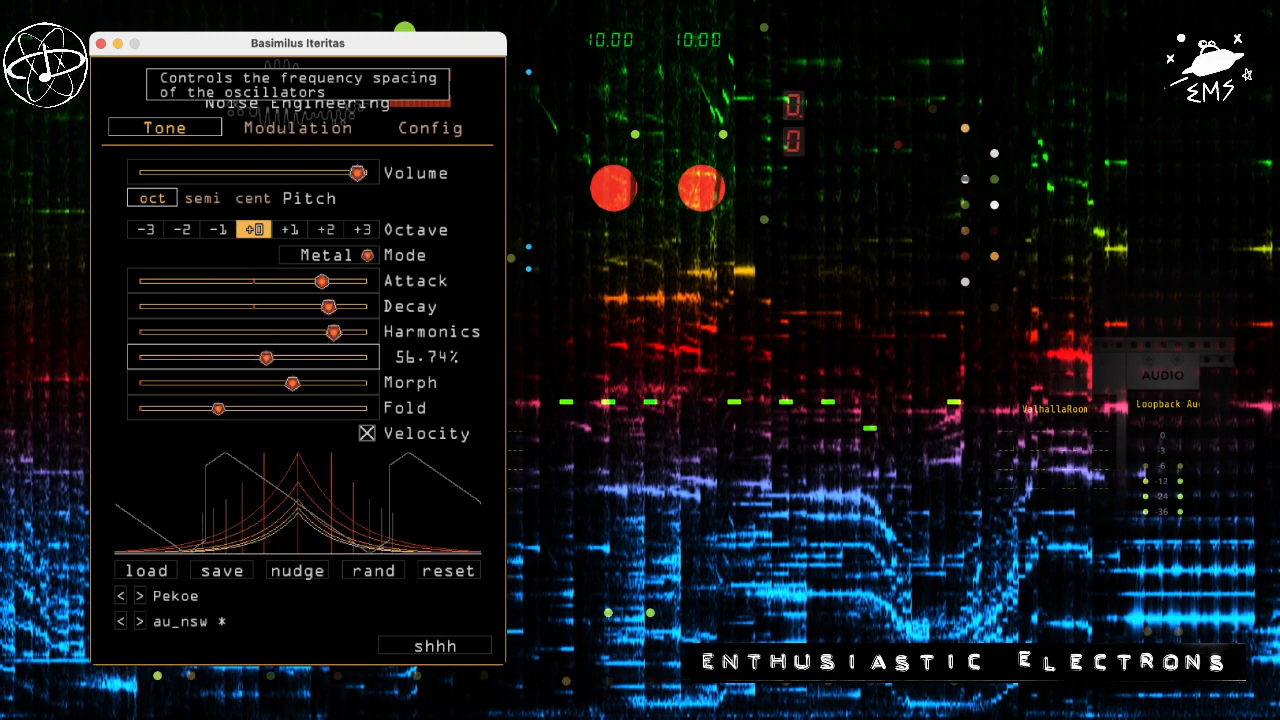 Basimilus Iteritas
Controls the frequency spacing
of the oscillators
Noise Engineering
Tone Modulation Config
Volume
oct semi cent Pitch
-3 -2 -1 +0 +1 +2 +3 Octave
Metal Mode
Attack
Decay
Harmonics
56.74%
Morph
Fold
Velocity
load save nudge rand reset
< > Pekoe
< > au_nsw *
shhh
10.00 10.00
0.
0
EMS
AUDIO
ValhallaRoom
Loopback Au
0
-3
-6
-12
-24
-36
ENTHUSIASTIC ELECTRONS